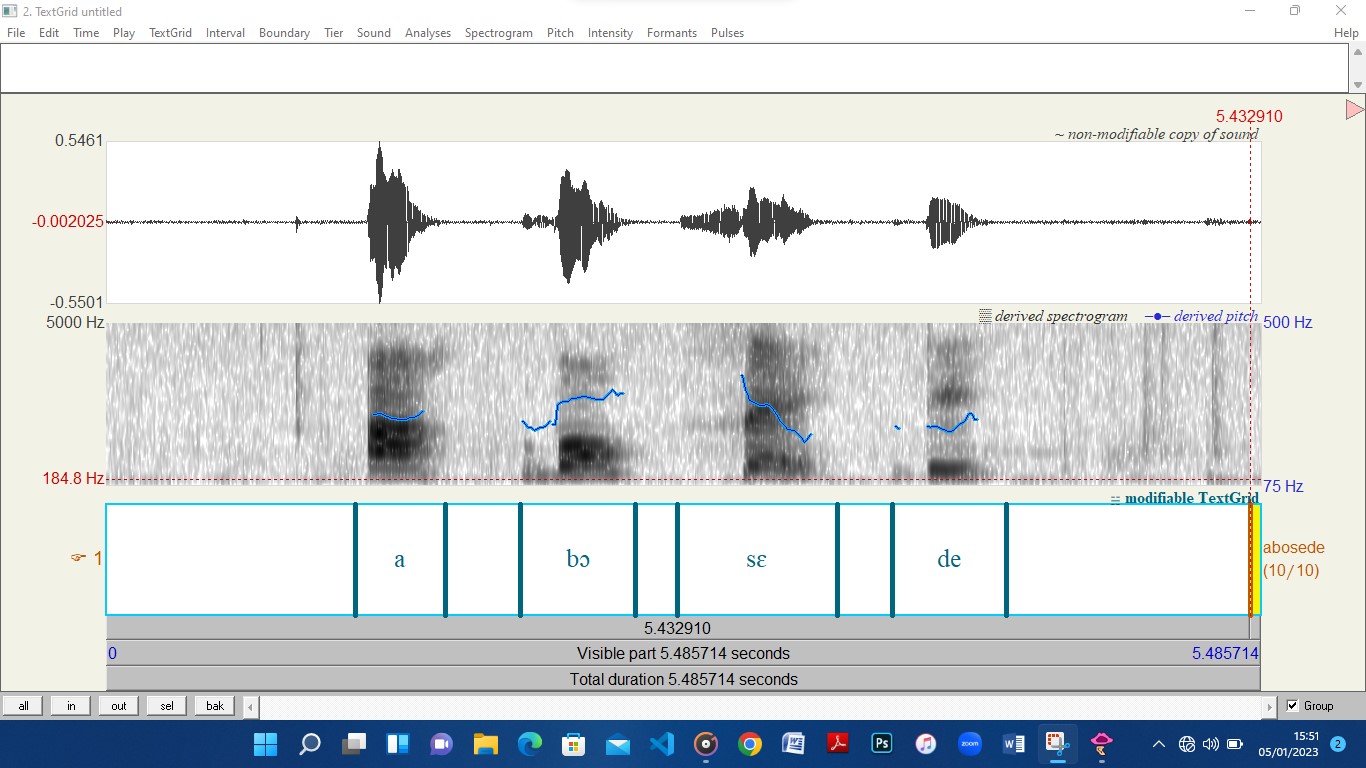 2. TextGrid untitled
File Edit Time Play TextGrid Interval Boundary Tier Sound Analyses Spectrogram Pitch Intensity Formants Pulses Help
5.432910
~ non-modifiable copy of sound
0.5461
-0.002025
-0.5501
5000 Hz
derived spectrogram derived pitch 500 Hz
184.8 Hz
75 Hz
modifiable TextGrid
1 a bɔ sɛ de abosede
(10/10)
5.432910
0 Visible part 5.485714 seconds 5.485714
Total duration 5.485714 seconds
all in out sel bak Group
15:51
05/01/2023
2
zoom
Ps
W